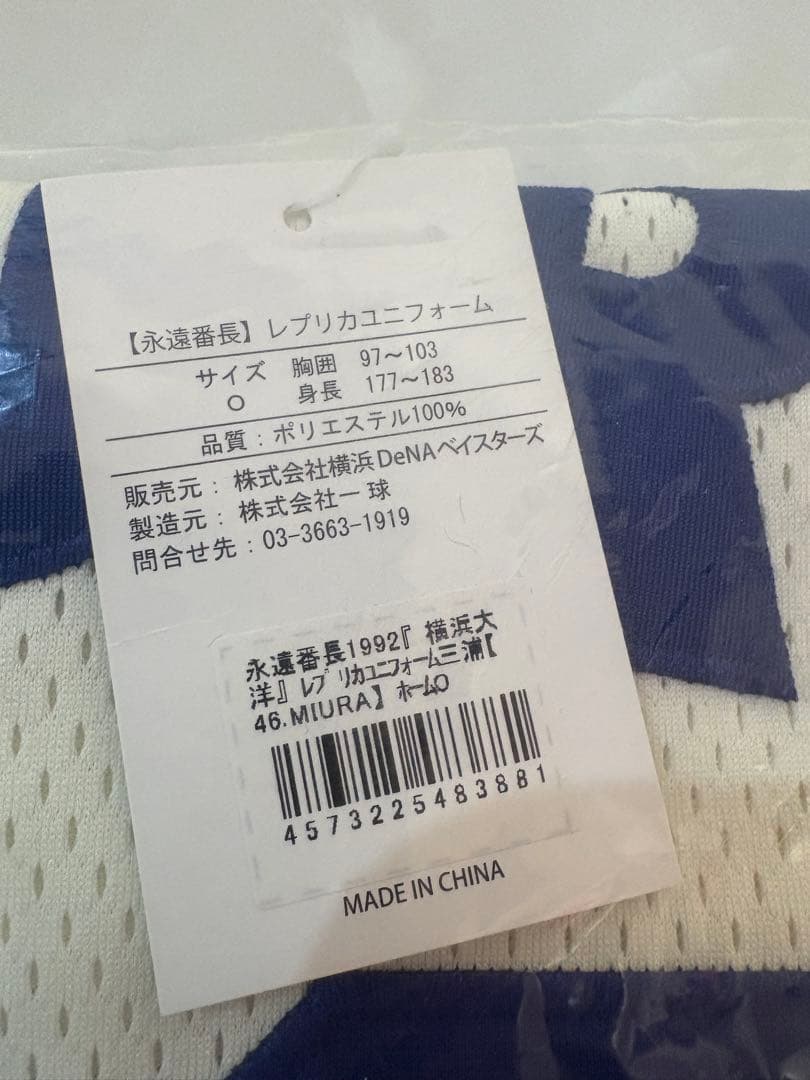 【永遠番長】レプリカユニフォーム
サイズ 胸囲 97～103
O 身長 177～183
品質：ポリエステル100%
販売元：株式会社横浜DeNAベイスターズ
製造元：株式会社一球
問合せ先：03-3663-1919
永遠番長1992『横浜大
洋』レプリカユニフォーム三浦【
46.MIURA】ホームO
4573225483881
MADE IN CHINA